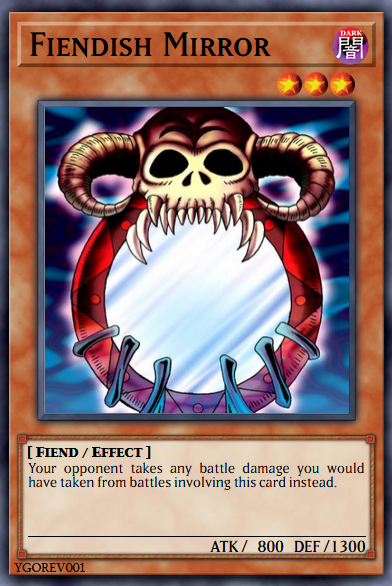 Fiendish Mirror
DARK
闇
[ Fiend / Effect ]
Your opponent takes any battle damage you would
have taken from battles involving this card instead.
ATK / 800 DEF /1300
YGOREV001